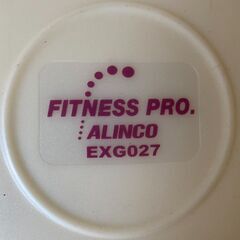 FITNESS PRO.
ALINCO
EXG027